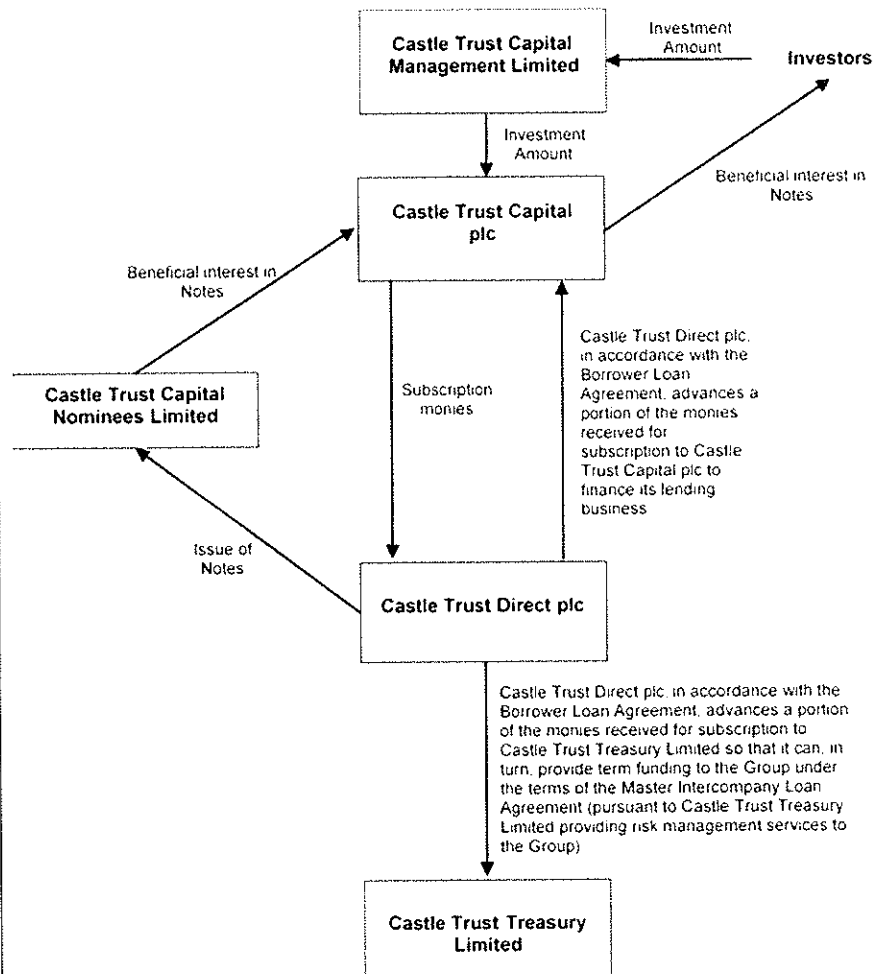 Castle Trust Capital
Management Limited
Investment
Amount
Investors
Investment
Amount
Castle Trust Capital
plc
Beneficial interest in
Notes
Beneficial interest in
Notes
Castle Trust Capital
Nominees Limited
Subscription
monies
Castle Trust Direct plc,
in accordance with the
Borrower Loan
Agreement, advances a
portion of the monies
received for
subscription to Castle
Trust Capital plc to
finance its lending
business
Issue of
Notes
Castle Trust Direct plc
Castle Trust Direct plc, in accordance with the
Borrower Loan Agreement, advances a portion
of the monies received for subscription to
Castle Trust Treasury Limited so that it can, in
turn, provide term funding to the Group under
the terms of the Master Intercompany Loan
Agreement (pursuant to Castle Trust Treasury
Limited providing risk management services to
the Group)
Castle Trust Treasury
Limited